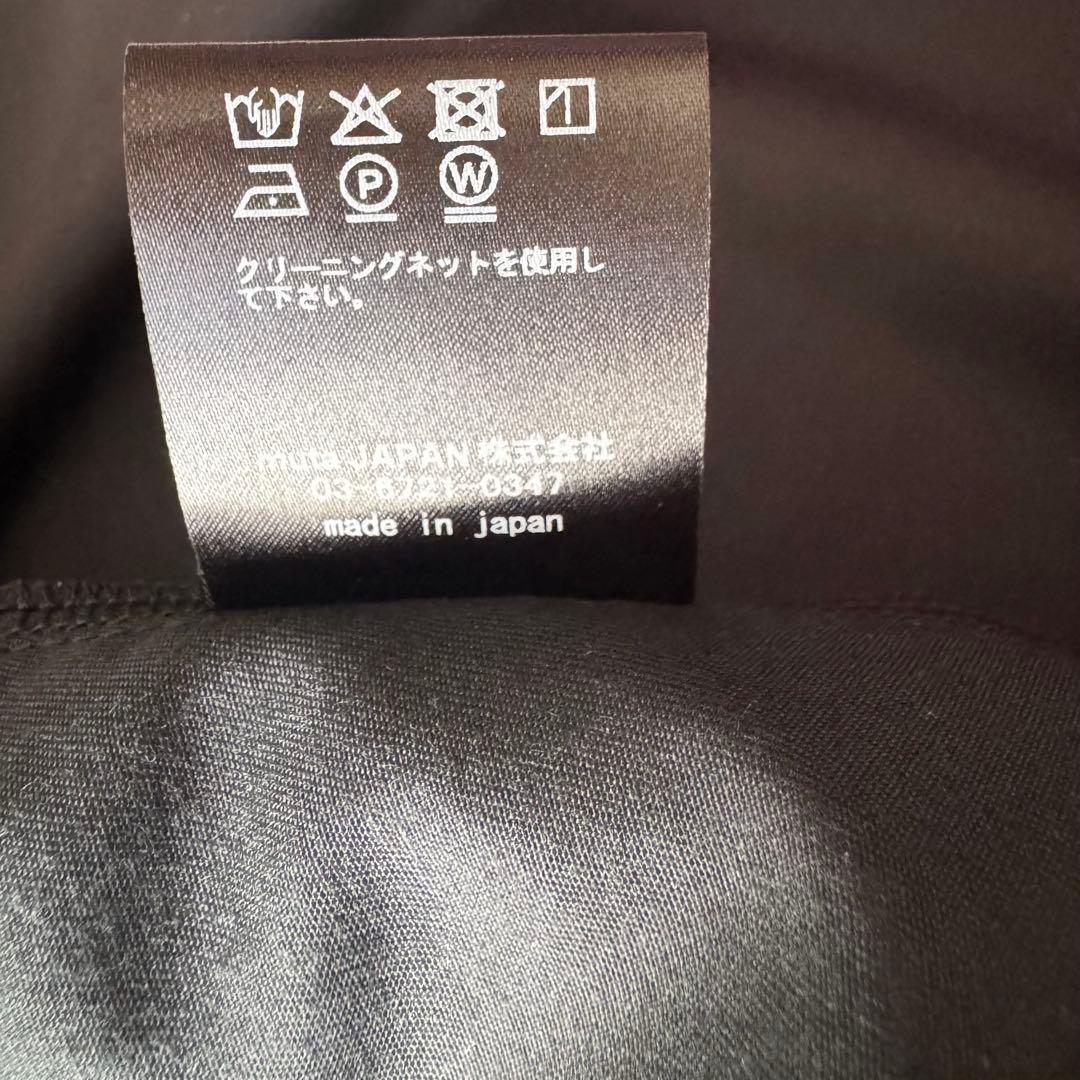 P W
クリーニングネットを使用し
て下さい。
muta JAPAN 株式会社
03-6721-0347
made in japan